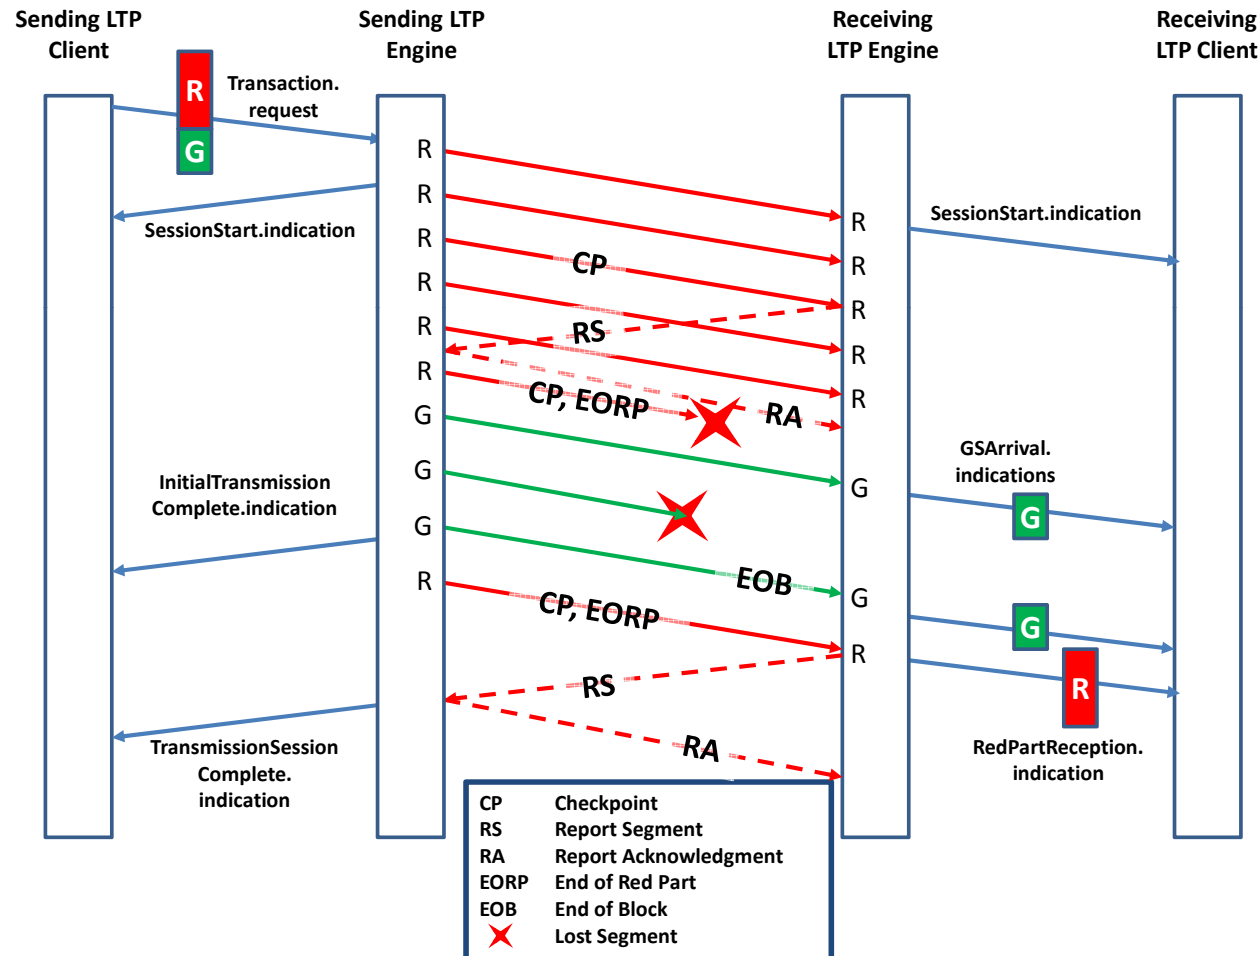 Sending LTP
Client
Sending LTP
Engine
Receiving
LTP Engine
Receiving
LTP Client
R
G
Transaction.
request
SessionStart.indication
R
R
R
R
R
R
G
G
G
R
CP
RS
CP, EORP
RA
EOB
CP, EORP
RS
RA
R
R
R
R
R
G
G
R
SessionStart.indication
GSArrival.
indications
G
G
R
RedPartReception.
indication
InitialTransmission
Complete.indication
TransmissionSession
Complete.
indication
CP Checkpoint
RS Report Segment
RA Report Acknowledgment
EORP End of Red Part
EOB End of Block
Lost Segment